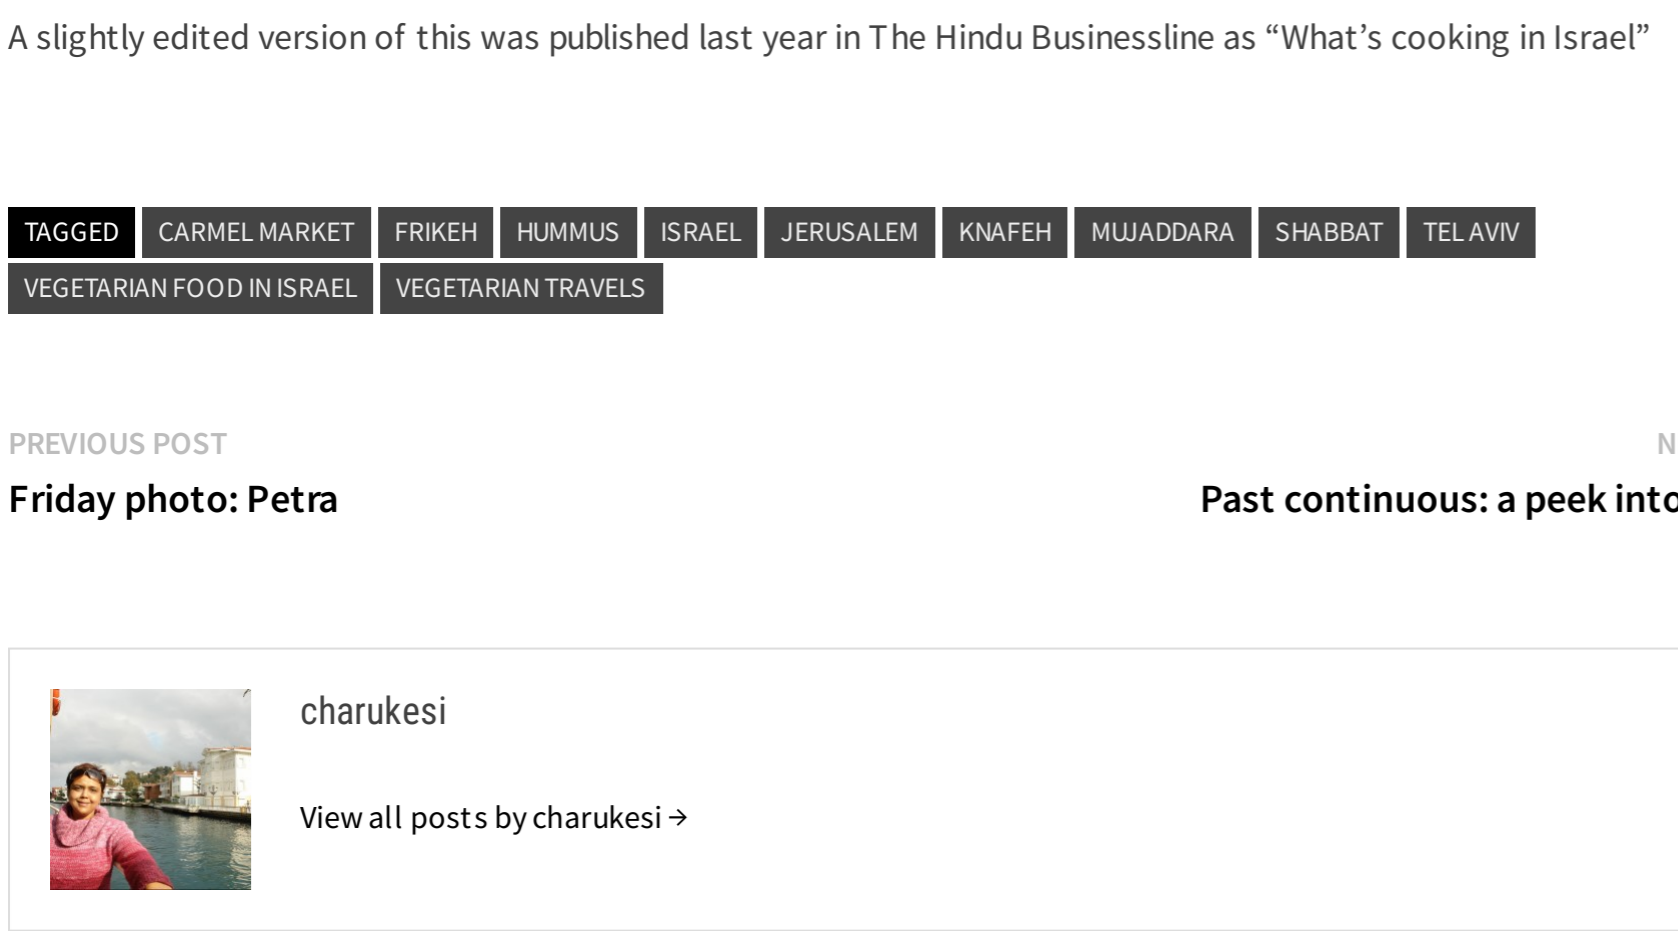 A slightly edited version of this was published last year in The Hindu Businessline as “What’s cooking in Israel”
TAGGED CARMEL MARKET FRIKEH HUMMUS ISRAEL JERUSALEM KNAFEH MUJADDARA SHABBAT TEL AVIV
VEGETARIAN FOOD IN ISRAEL VEGETARIAN TRAVELS
PREVIOUS POST
Friday photo: Petra
Past continuous: a peek into
charukesi
View all posts by charukesi →